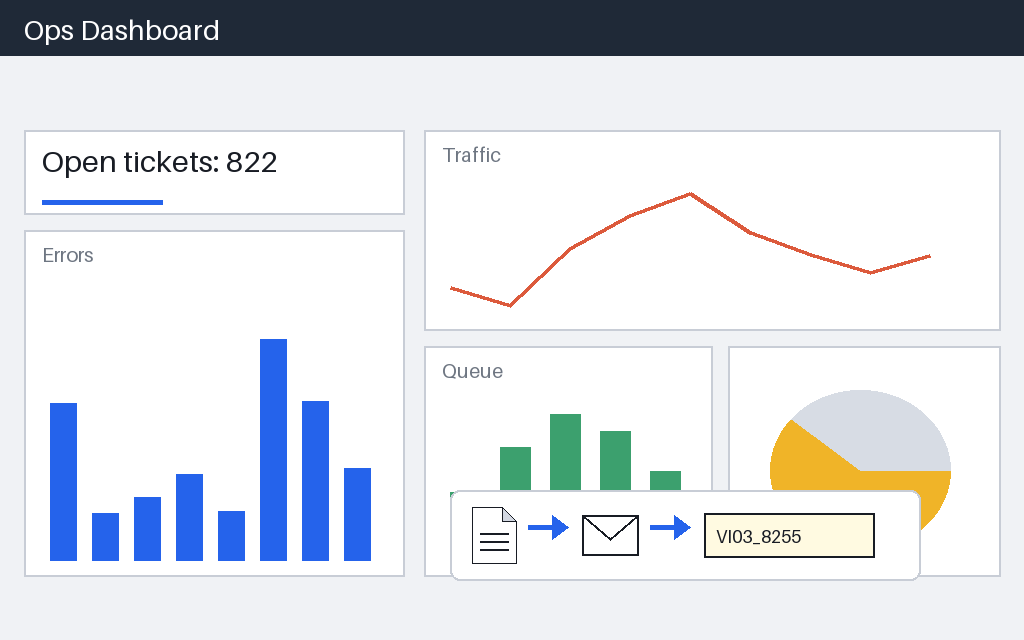 Ops Dashboard
Open tickets: 822
Traffic
Errors
Queue
VI03_8255